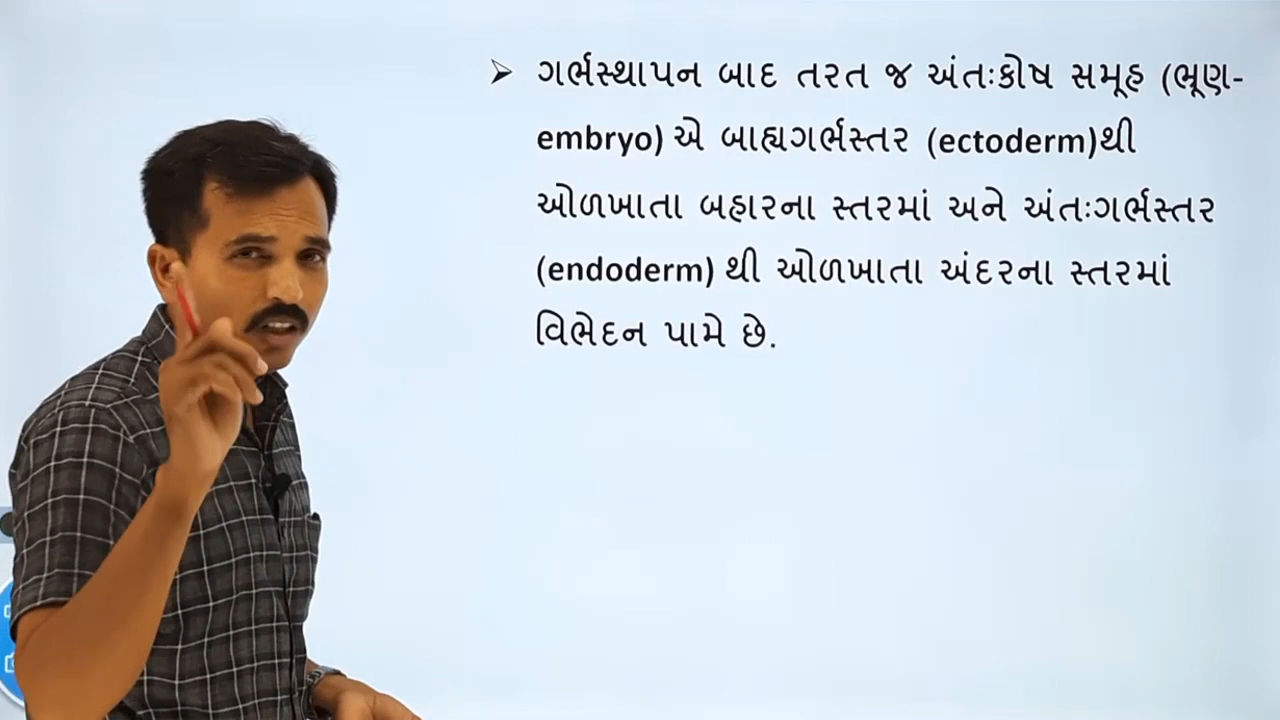 ➢ ગર્ભસ્થાપન બાદ તરત જ અંતઃકોષ સમૂહ (ભૂણ-
embryo) એ બાહ્યગર્ભસ્તર (ectoderm)થી
ઓળખાતા બહારના સ્તરમાં અને અંતઃગર્ભસ્તર
(endoderm) થી ઓળખાતા અંદરના સ્તરમાં
વિભેદન પામે છે.